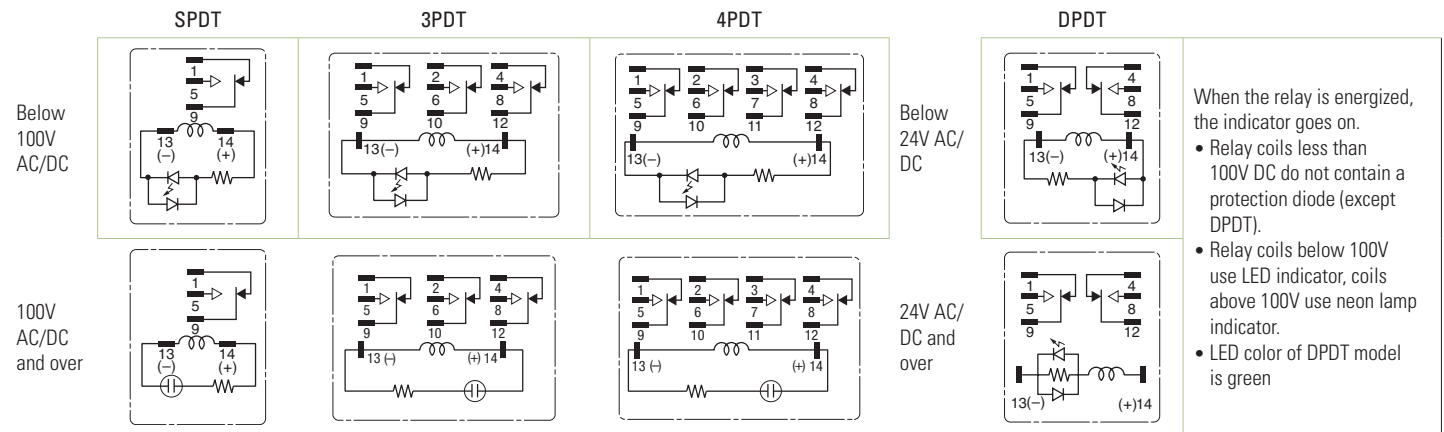 SPDT
3PDT
4PDT
DPDT
Below
100V
AC/DC
1
5
9
13
14
(–)
(+)
1
2
4
5
6
8
9
10
12
13(–)
(+)14
1
2
3
4
5
6
7
8
9
10
11
12
13(–)
(+)14
Below
24V AC/
DC
1
4
5
8
9
12
13(–)
(+)14
When the relay is energized,
the indicator goes on.
• Relay coils less than
100V DC do not contain a
protection diode (except
DPDT).
• Relay coils below 100V
use LED indicator, coils
above 100V use neon lamp
indicator.
• LED color of DPDT model
is green
100V
AC/DC
and over
1
5
9
13
14
(–)
(+)
1
2
4
5
6
8
9
10
12
13 (–)
(+) 14
1
2
3
4
5
6
7
8
9
10
11
12
13 (–)
(+) 14
24V AC/
DC and
over
1
4
5
8
9
12
13(–)
(+)14